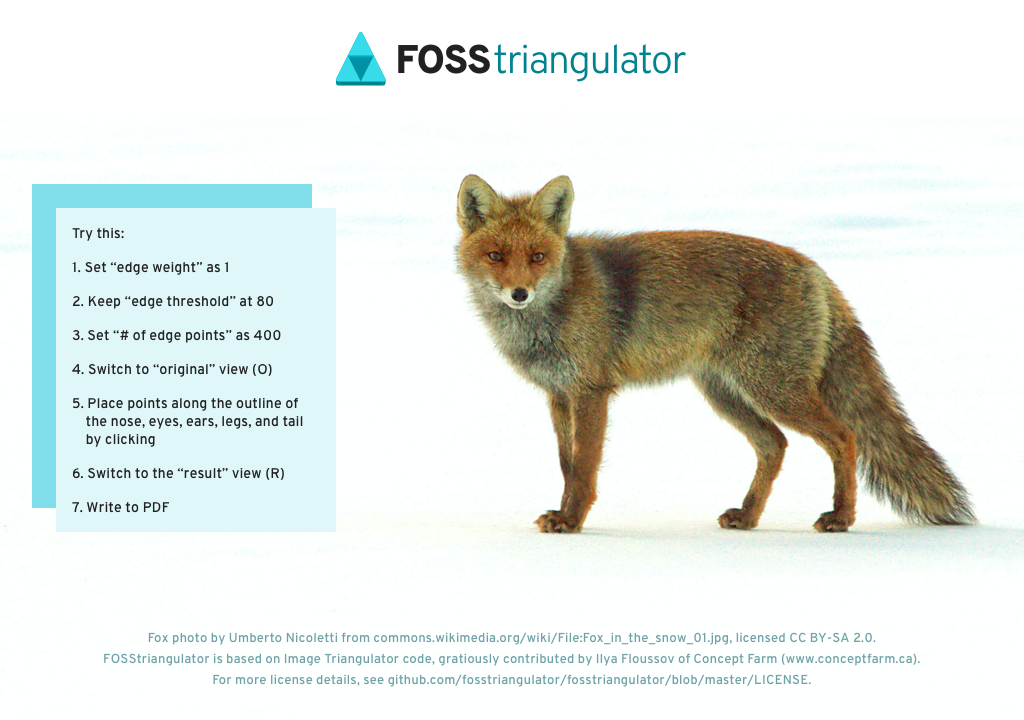 FOSStriangulator
Try this:
1. Set “edge weight” as 1
2. Keep “edge threshold” at 80
3. Set “# of edge points” as 400
4. Switch to “original” view (O)
5. Place points along the outline of
the nose, eyes, ears, legs, and tail
by clicking
6. Switch to the “result” view (R)
7. Write to PDF
Fox photo by Umberto Nicoletti from commons.wikimedia.org/wiki/File:Fox_in_the_snow_01.jpg, licensed CC BY-SA 2.0.
FOSStriangulator is based on Image Triangulator code, gratiously contributed by Ilya Floussov of Concept Farm (www.conceptfarm.ca).
For more license details, see github.com/fosstriangulator/fosstriangulator/blob/master/LICENSE.